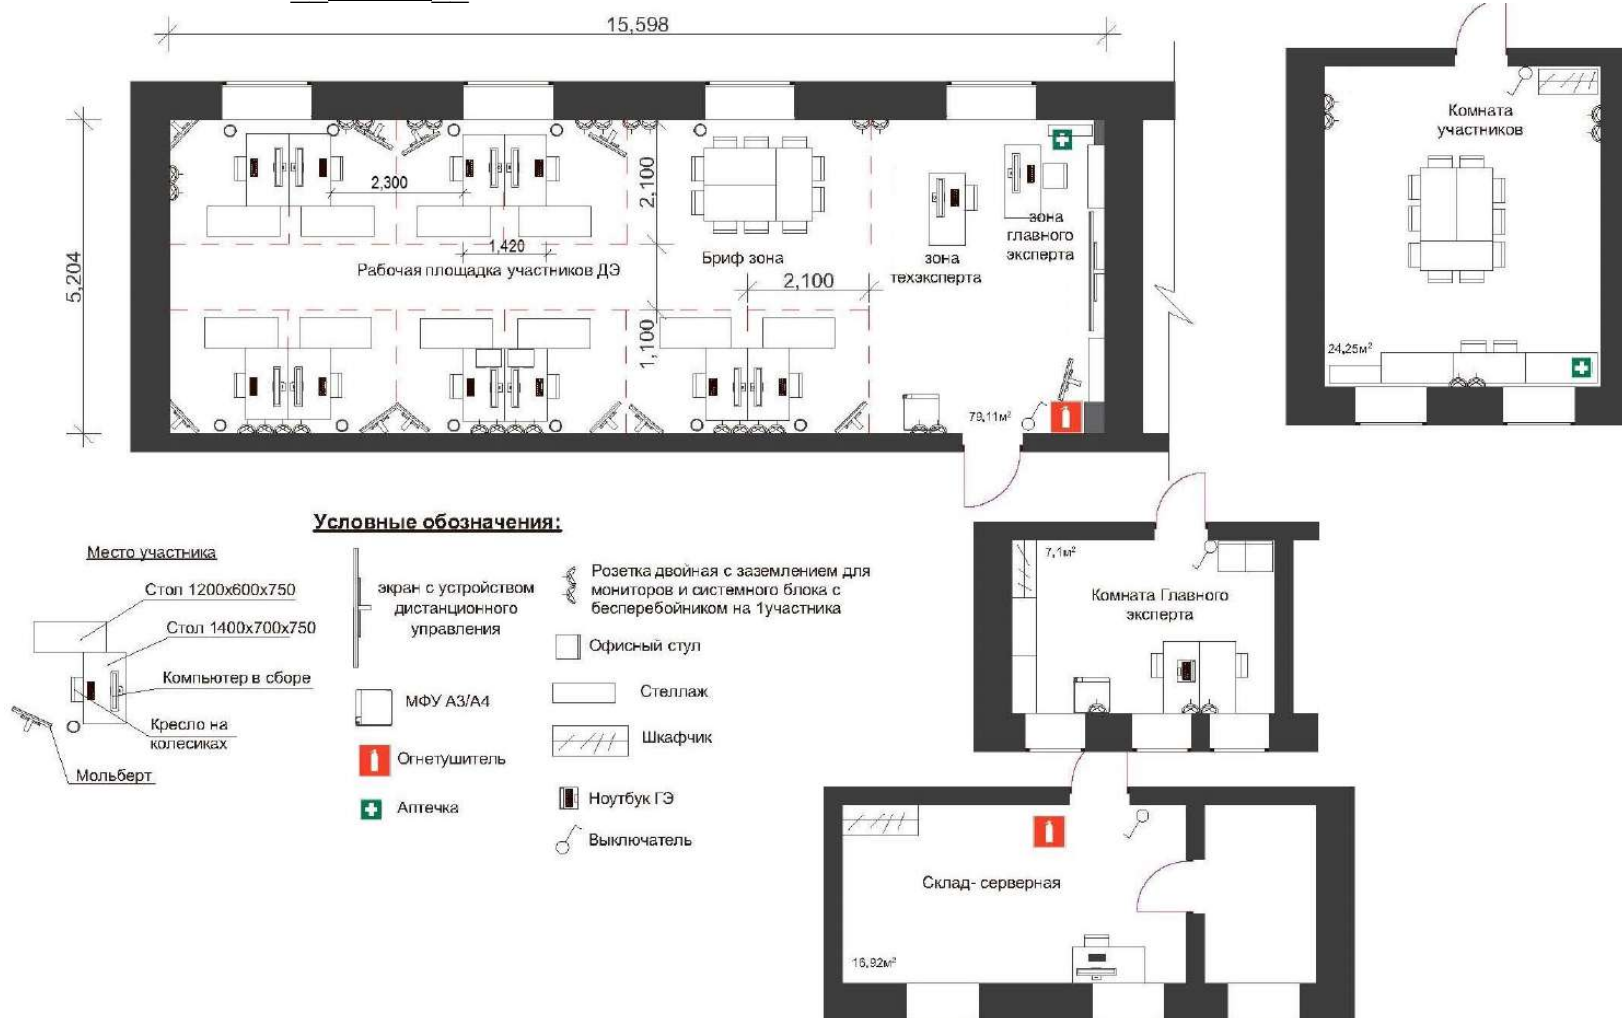 15,598
5,204
2,300
1,420
2,100
1,100
2,100
Рабочая площадка участников ДЭ
Бриф зона
зона
техэксперта
зона
главного
эксперта
79,11м²
Комната
участников
24,25м²
Условные обозначения:
Место участника
Стол 1200х600х750
Стол 1400х700х750
Компьютер в сборе
Кресло на
колесиках
Мольберт
экран с устройством
дистанционного
управления
МФУ А3/А4
Огнетушитель
Аптечка
Розетка двойная с заземлением для
мониторов и системного блока с
бесперебойником на 1участника
Офисный стул
Стеллаж
Шкафчик
Ноутбук ГЭ
Выключатель
7,1м²
Комната Главного
эксперта
Склад- серверная
16,92м²